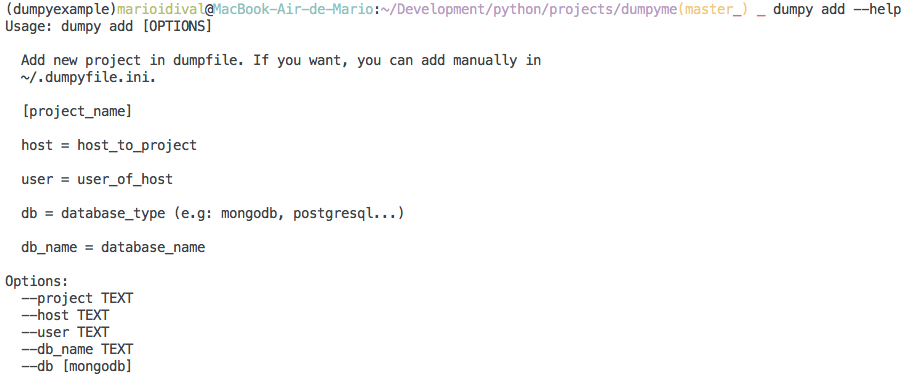 (dumpyexample)marioidival@MacBook-Air-de-Mario:~/Development/python/projects/dumpyme(master_) _ dumpy add --help
Usage: dumpy add [OPTIONS]
Add new project in dumpfile. If you want, you can add manually in
~/.dumpyfile.ini.
[project_name]
host = host_to_project
user = user_of_host
db = database_type (e.g: mongodb, postgresql...)
db_name = database_name
Options:
--project TEXT
--host TEXT
--user TEXT
--db_name TEXT
--db [mongodb]